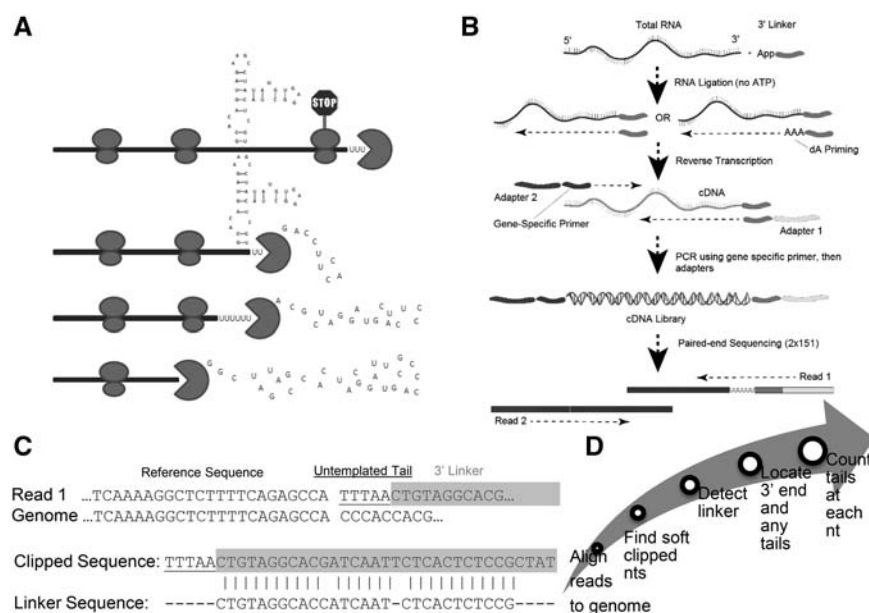 A
STOP
UUU
UU
G A C C U U C A
UUUUUU
B
Total RNA
3' Linker
5'
3'
App
RNA Ligation (no ATP)
OR
AAA
dA Priming
Reverse Transcription
Adapter 2
cDNA
Gene-Specific Primer
Adapter 1
PCR using gene specific primer, then
adapters
cDNA Library
Paired-end Sequencing (2x151)
Read 1
Read 2
C
Reference Sequence
Untemplated Tail
3' Linker
Read 1 ...TCAAAAGGCTCTTTTCAGAGCCA TTTAACTGTAGGCACG...
Genome ...TCAAAAGGCTCTTTTCAGAGCCA CCCACCACG...
Clipped Sequence: TTTAACTGTAGGCACGATCAATTCTCACTCTCCGCTAT
Linker Sequence: -----CTGTAGGCACCATCAAT-CTCACTCTCCG----
D
Align
reads
to genome
Find soft
clipped
nts
Detect
linker
Locate
3' end
and
any
tails
Count
tails
at
each
nt